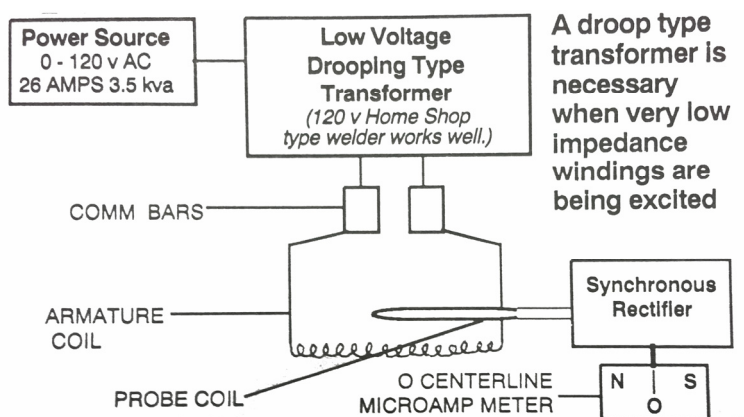 Power Source
0 - 120 v AC
26 AMPS 3.5 kva
Low Voltage
Drooping Type
Transformer
(120 v Home Shop
type welder works well.)
A droop type
transformer is
necessary
when very low
impedance
windings are
being excited
COMM BARS
ARMATURE
COIL
PROBE COIL
Synchronous
Rectifier
O CENTERLINE
MICROAMP METER
N S
O